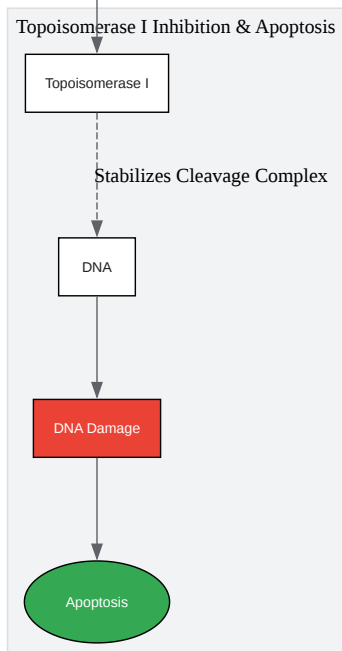 Topoisomerase I Inhibition & Apoptosis
Topoisomerase I
Stabilizes Cleavage Complex
DNA
DNA Damage
Apoptosis